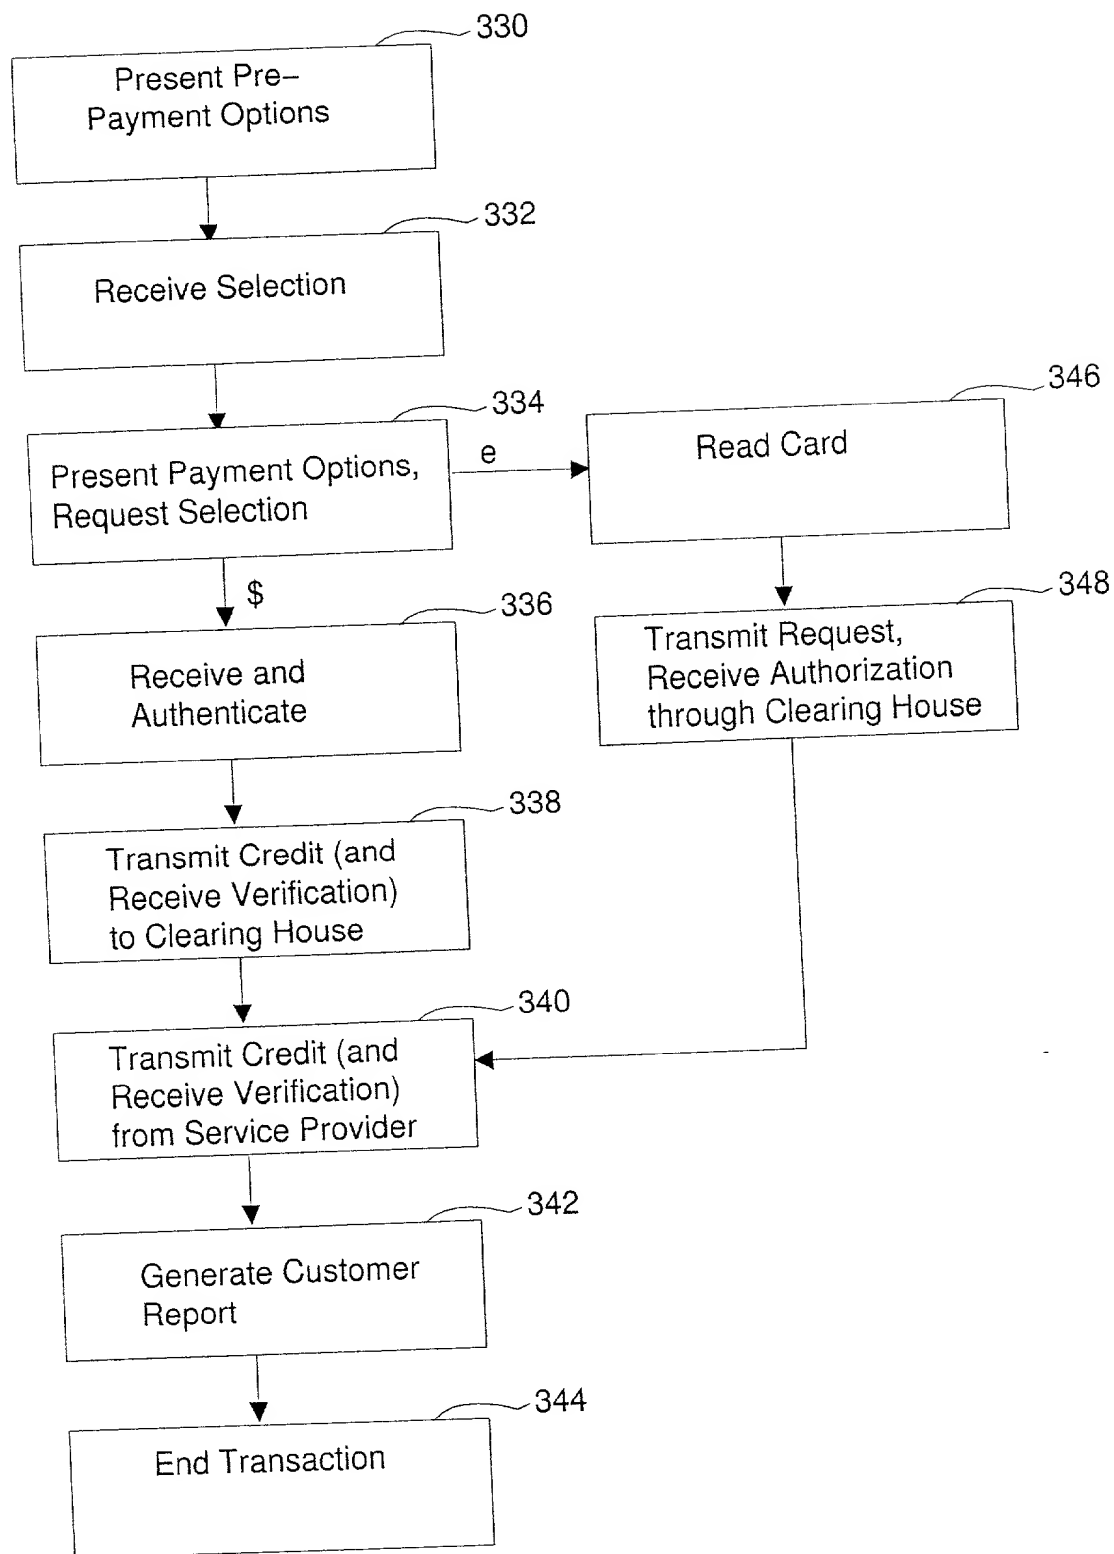 330
Present Pre–
Payment Options
332
Receive Selection
334
Present Payment Options,
Request Selection
e
346
Read Card
$
336
Receive and
Authenticate
348
Transmit Request,
Receive Authorization
through Clearing House
338
Transmit Credit (and
Receive Verification)
to Clearing House
340
Transmit Credit (and
Receive Verification)
from Service Provider
342
Generate Customer
Report
344
End Transaction